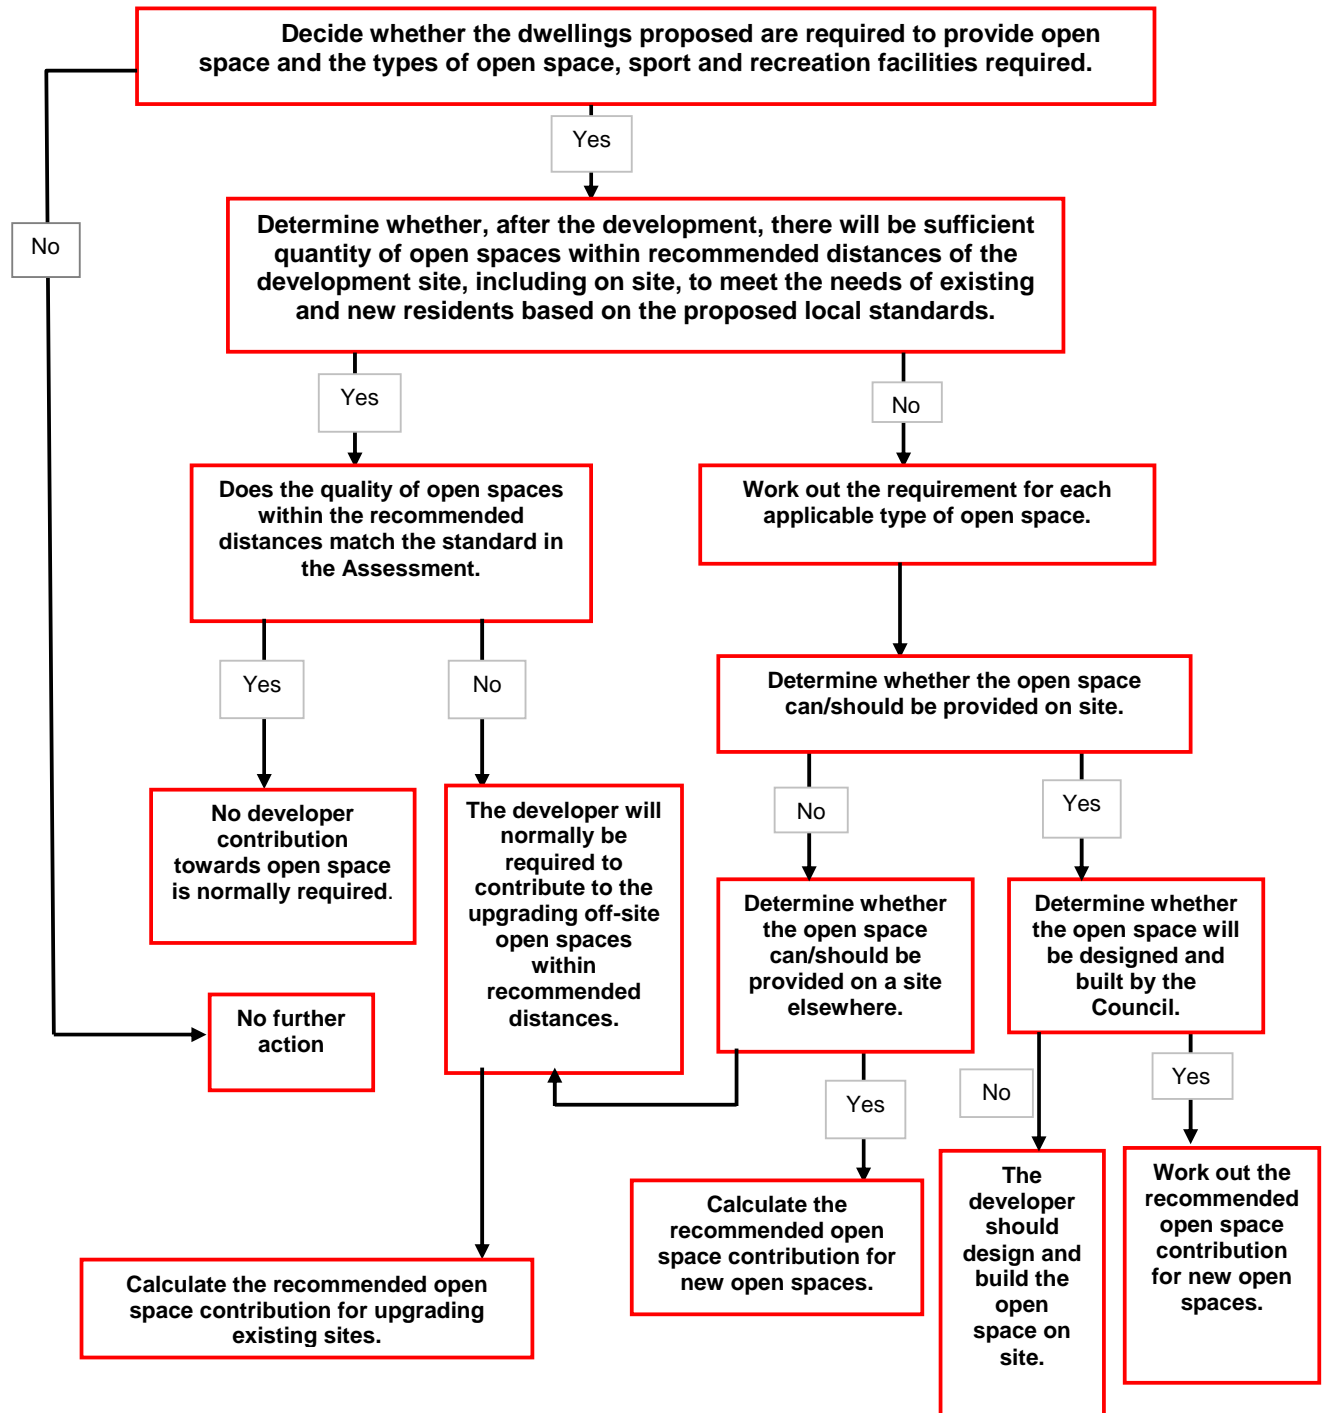 Decide whether the dwellings proposed are required to provide open
space and the types of open space, sport and recreation facilities required.
Yes
No
Determine whether, after the development, there will be sufficient
quantity of open spaces within recommended distances of the
development site, including on site, to meet the needs of existing
and new residents based on the proposed local standards.
Yes
No
Does the quality of open spaces
within the recommended
distances match the standard in
the Assessment.
Work out the requirement for each
applicable type of open space.
Yes
No
Determine whether the open space
can/should be provided on site.
No
Yes
No developer
contribution
towards open space
is normally required.
The developer will
normally be
required to
contribute to the
upgrading off-site
open spaces
within
recommended
distances.
Determine whether
the open space
can/should be
provided on a site
elsewhere.
Determine whether
the open space will
be designed and
built by the
Council.
No further
action
Yes
No
Yes
Calculate the
recommended open
space contribution for
new open spaces.
The
developer
should
design and
build the
open
space on
site.
Work out the
recommended
open space
contribution
for new open
spaces.
Calculate the recommended open
space contribution for upgrading
existing sites.